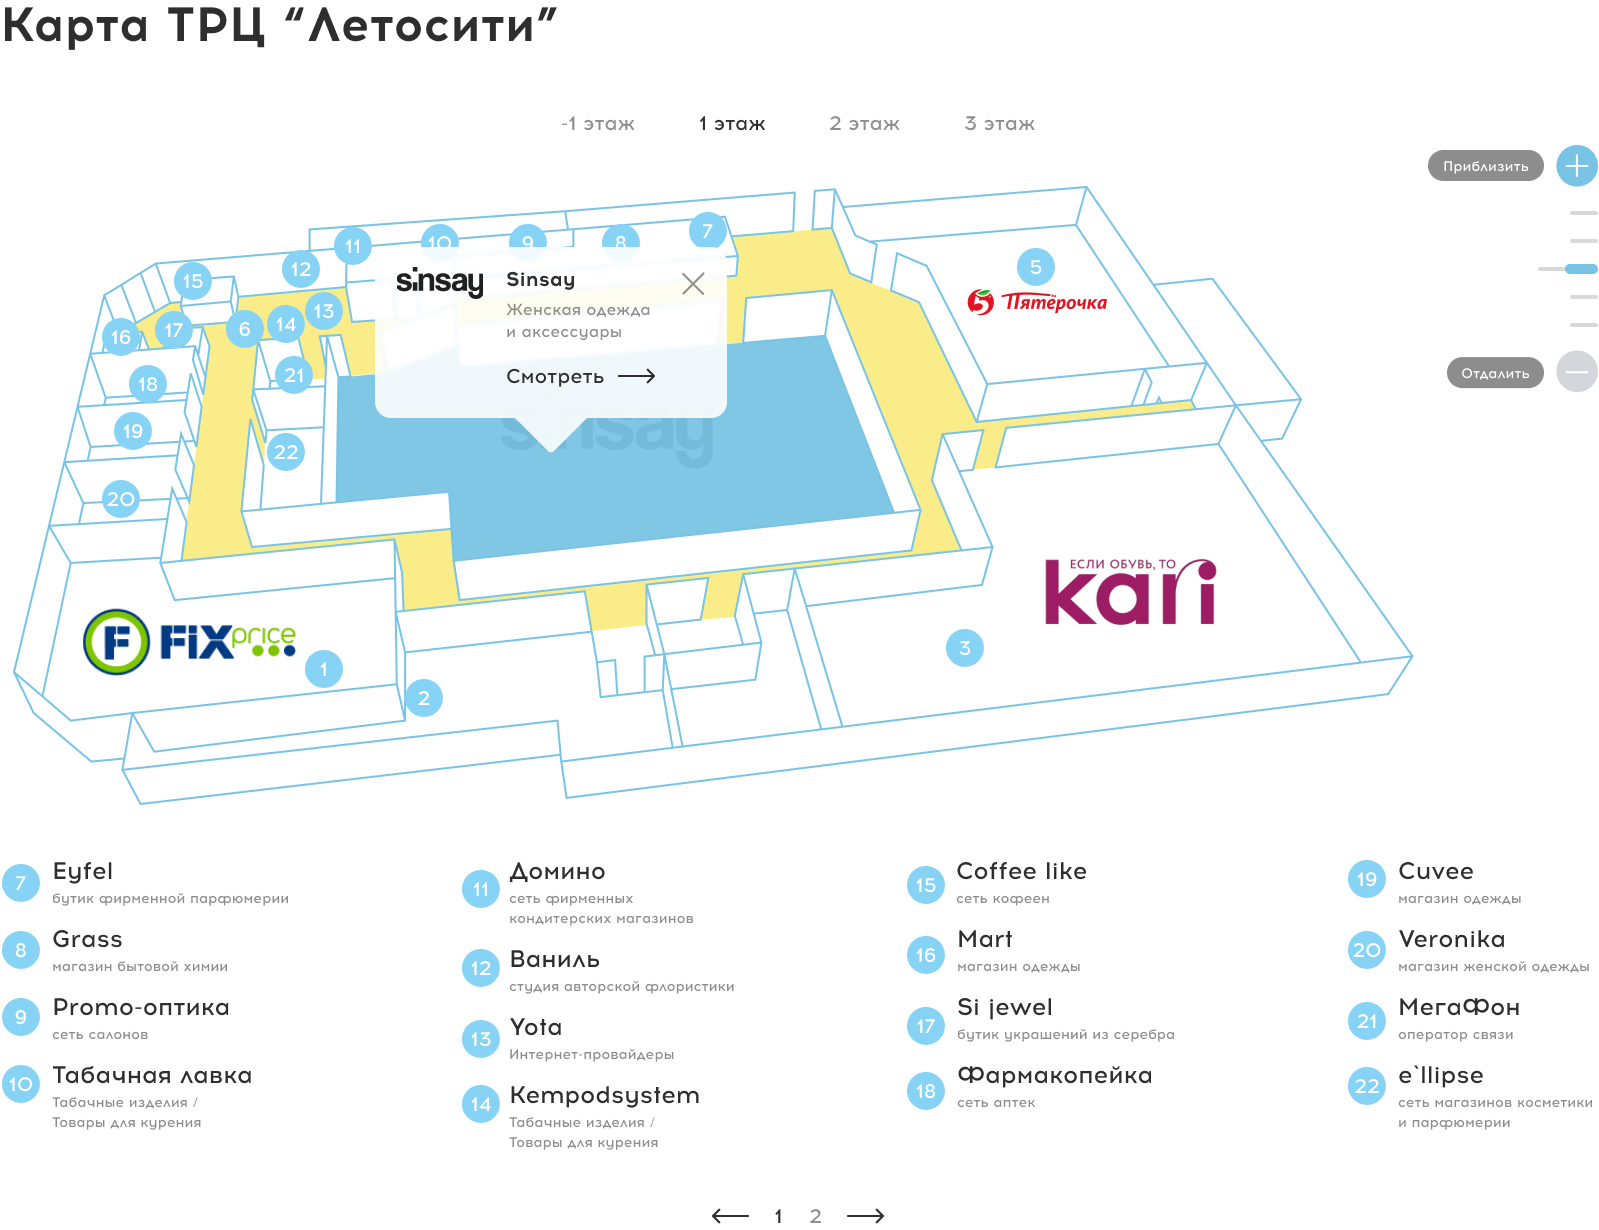 Карта ТРЦ “Летосити”
-1 этаж
1 этаж
2 этаж
3 этаж
Приблизить
Отдалить
7
11
10
9
8
12
15
5
13
14
6
17
16
18
21
19
22
20
1
2
3
sinsay
Sinsay
Женская одежда
и аксессуары
Смотреть
sinsay
5 Пятёрочка
ЕСЛИ ОБУВЬ, ТО
kari
F FiXprice
7
Eyfel
бутик фирменной парфюмерии
8
Grass
магазин бытовой химии
9
Promo-оптика
сеть салонов
10
Табачная лавка
Табачные изделия /
Товары для курения
11
Домино
сеть фирменных
кондитерских магазинов
12
Ваниль
студия авторской флористики
13
Yota
Интернет-провайдеры
14
Kempodsystem
Табачные изделия /
Товары для курения
15
Coffee like
сеть кофеен
16
Mart
магазин одежды
17
Si jewel
бутик украшений из серебра
18
Фармакопейка
сеть аптек
19
Cuvee
магазин одежды
20
Veronika
магазин женской одежды
21
МегаФон
оператор связи
22
e`llipse
сеть магазинов косметики
и парфюмерии
1 2